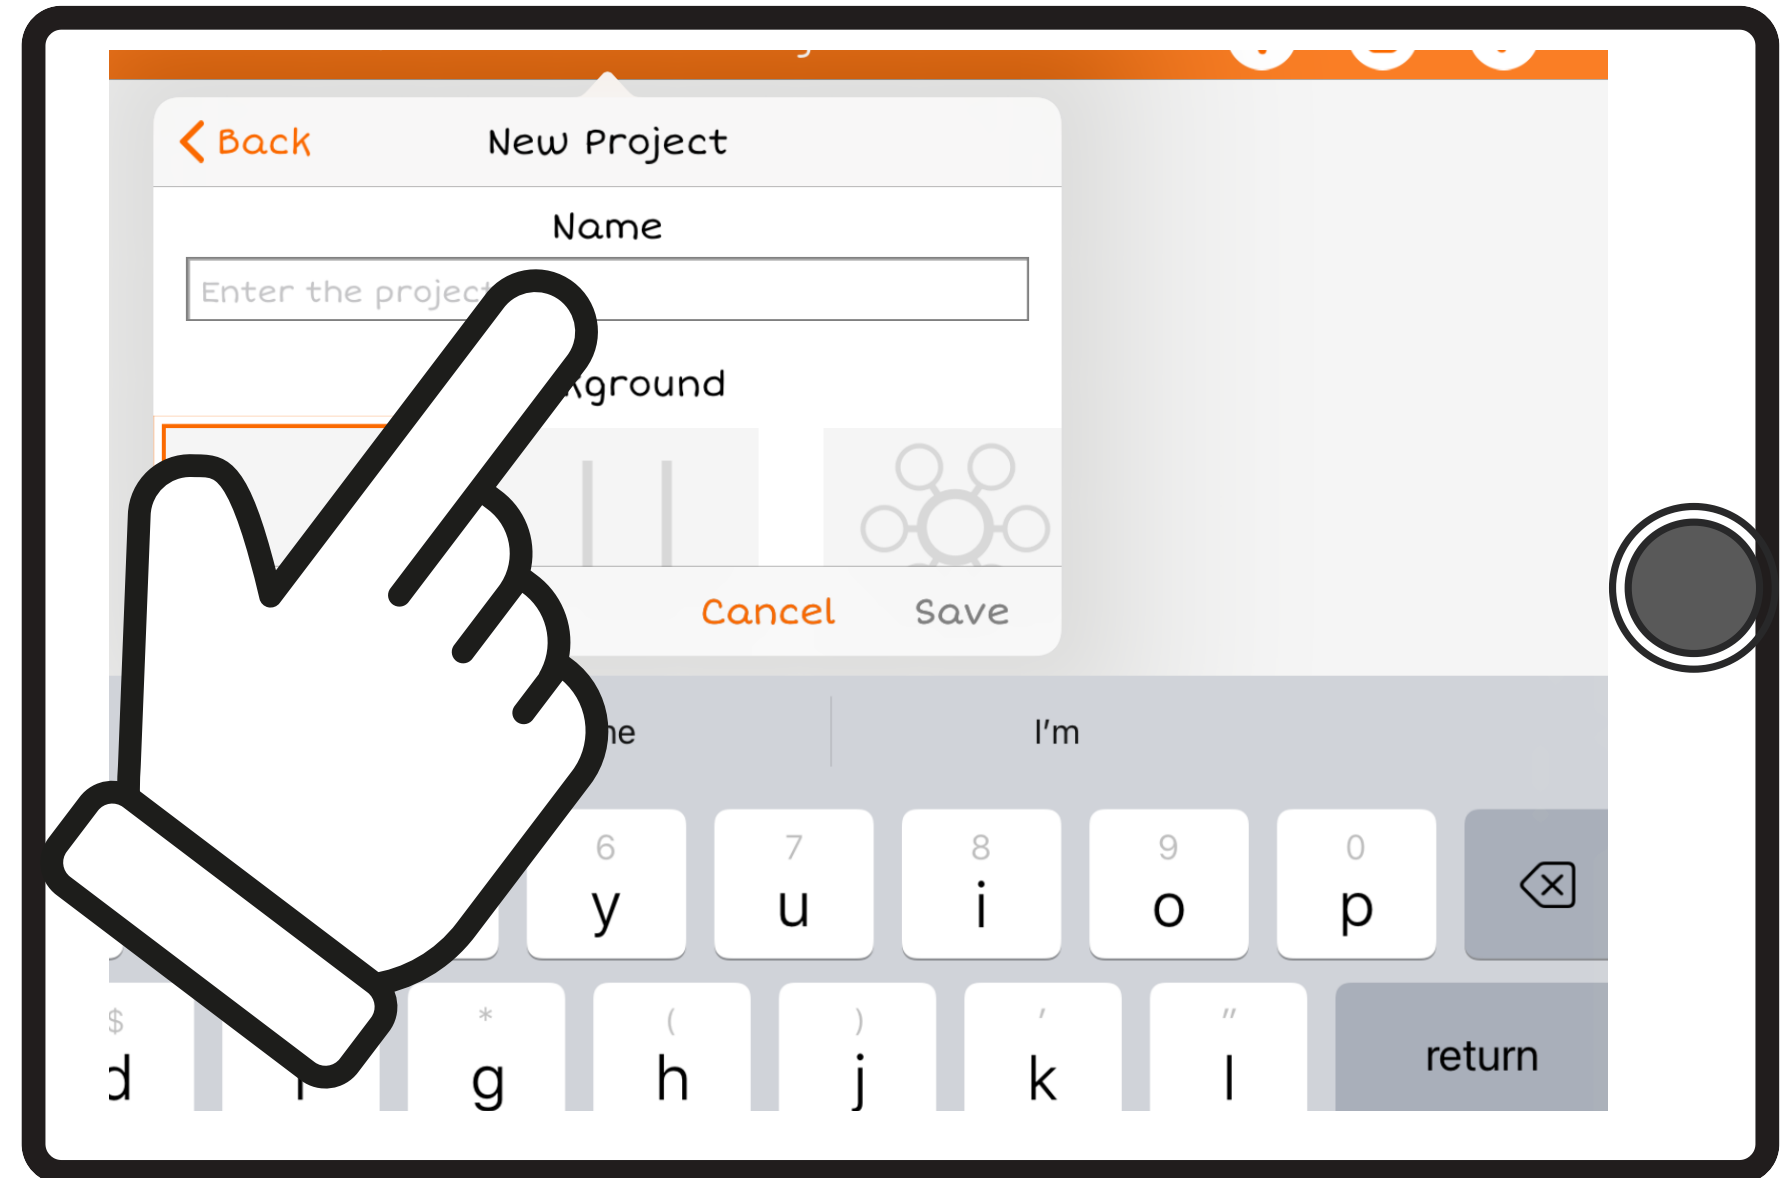 Back New Project
Name
Enter the project
kground
Cancel Save
I'm
6 7 8 9 0
y u i o p
$ * ( ) ' "
d g h j k l return